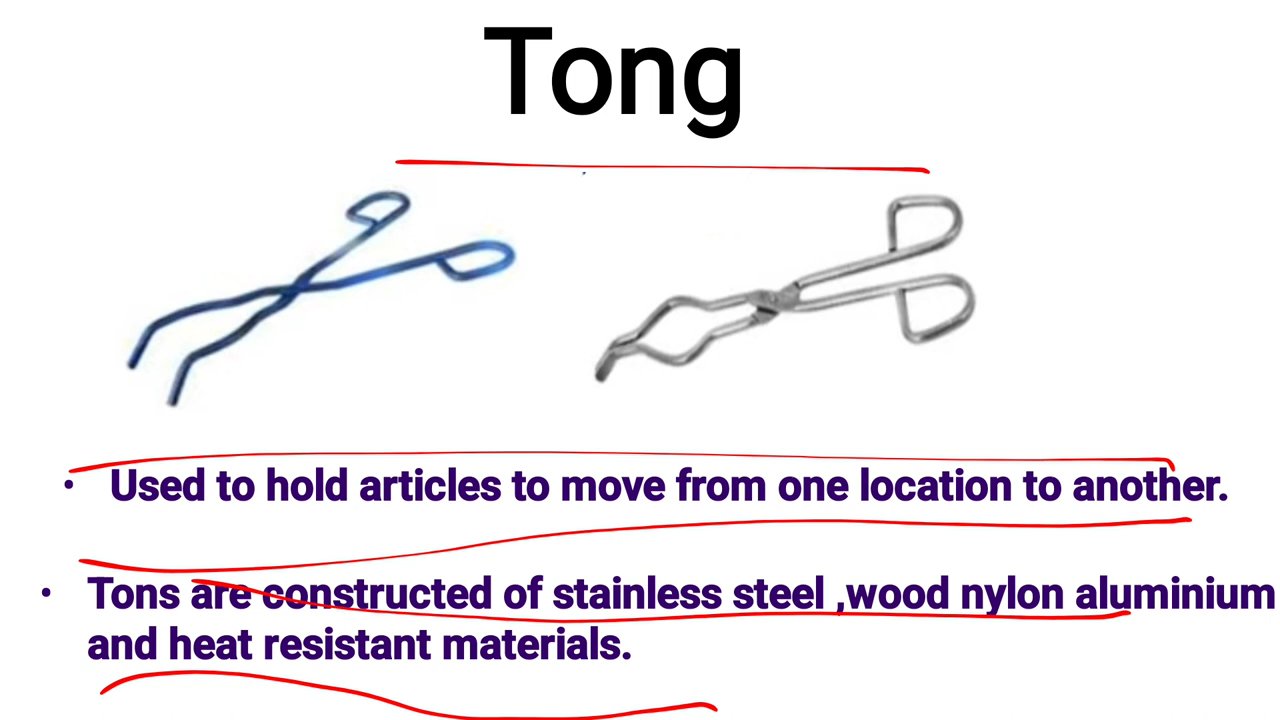 Tong
• Used to hold articles to move from one location to another.
• Tons are constructed of stainless steel ,wood nylon aluminium
and heat resistant materials.